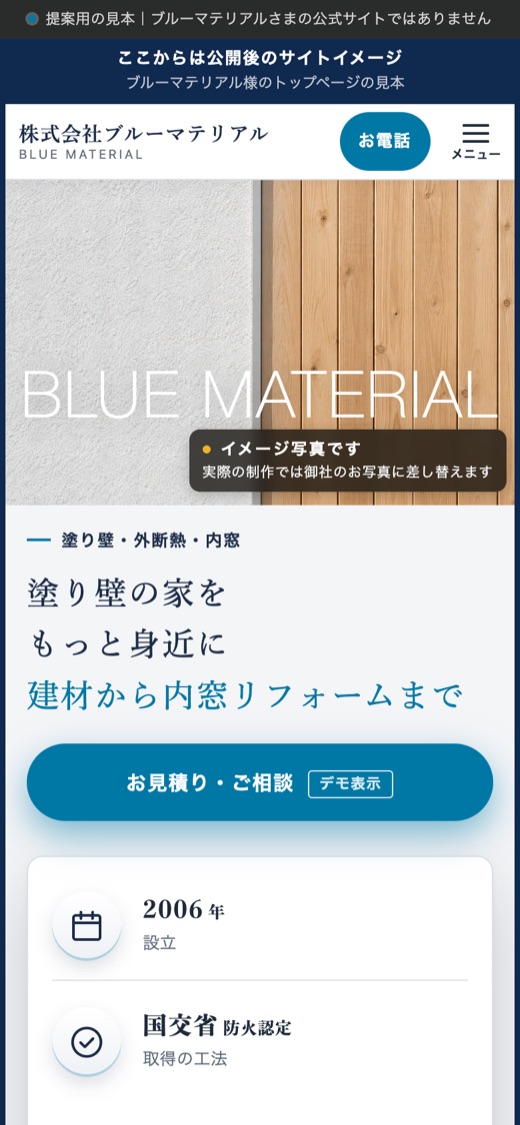 提案用の見本｜ブルーマテリアルさまの公式サイトではありません
ここからは公開後のサイトイメージ
ブルーマテリアル様のトップページの見本
株式会社ブルーマテリアル
BLUE MATERIAL
お電話
メニュー
BLUE MATERIAL
イメージ写真です
実際の制作では御社のお写真に差し替えます
塗り壁・外断熱・内窓
塗り壁の家を
もっと身近に
建材から内窓リフォームまで
お見積り・ご相談 デモ表示
2006年
設立
国交省 防火認定
取得の工法